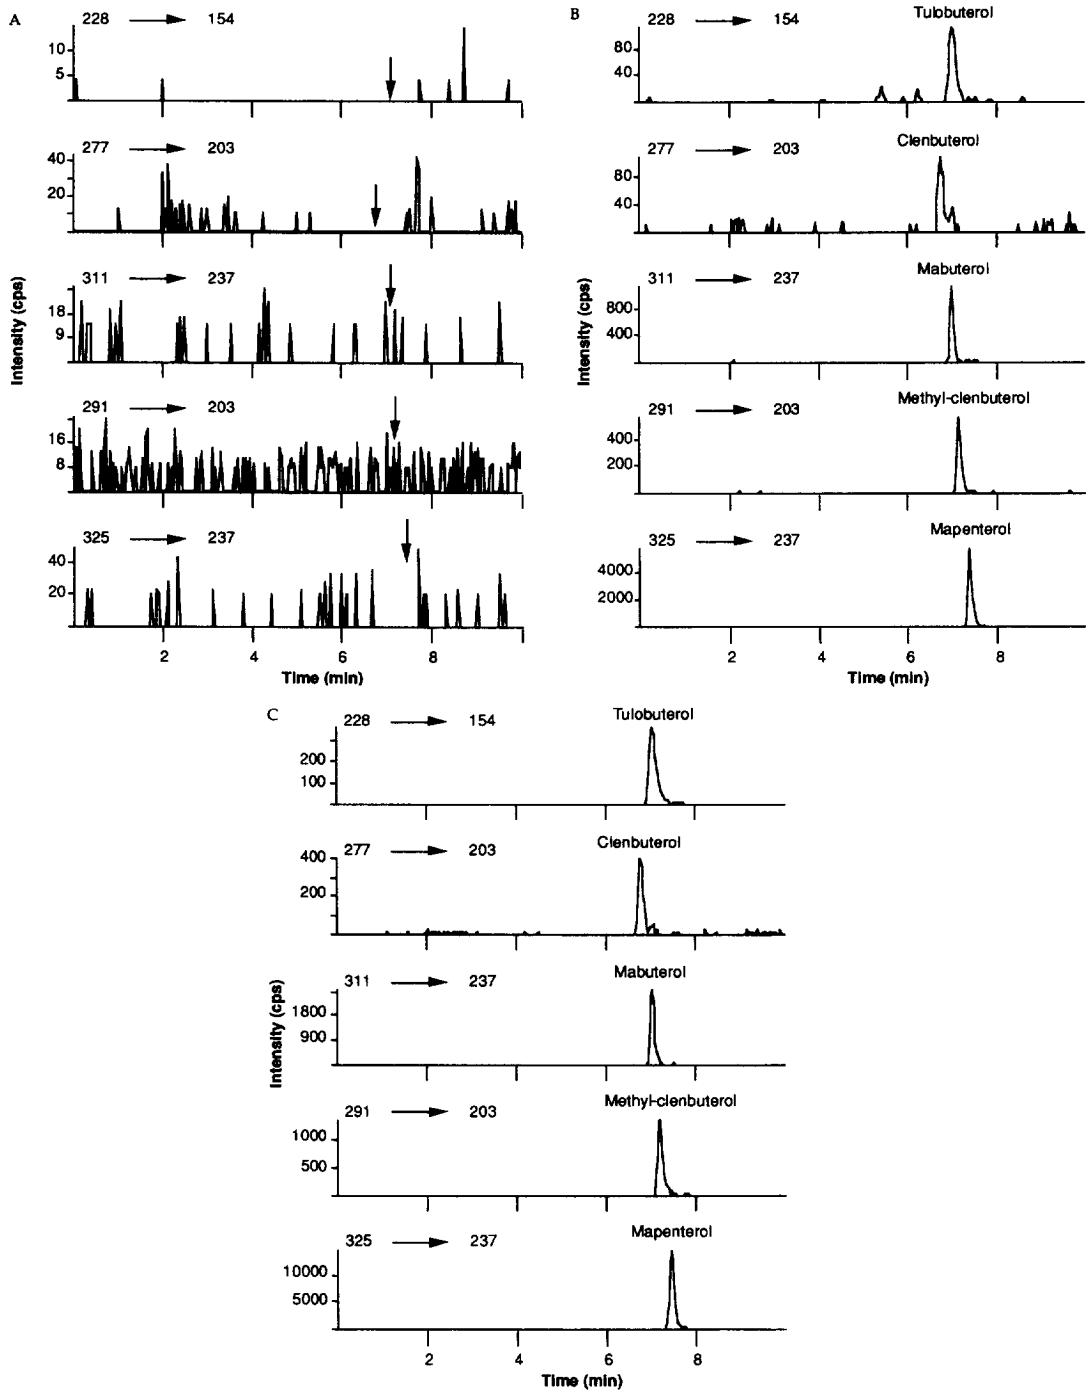 A
228 154
10
5
277 203
40
20
311 237
18
9
291 203
16
8
325 237
40
20
2 4 6 8
Time (min)
Intensity (cps)
B
Tulobuterol
228 154
80
40
Clenbuterol
277 203
80
40
Mabuterol
311 237
800
400
Methyl-clenbuterol
291 203
400
200
Mapenterol
325 237
4000
2000
2 4 6 8
Time (min)
Intensity (cps)
C
Tulobuterol
228 154
200
100
Clenbuterol
277 203
400
200
Mabuterol
311 237
1800
900
Methyl-clenbuterol
291 203
1000
500
Mapenterol
325 237
10000
5000
2 4 6 8
Time (min)
Intensity (cps)